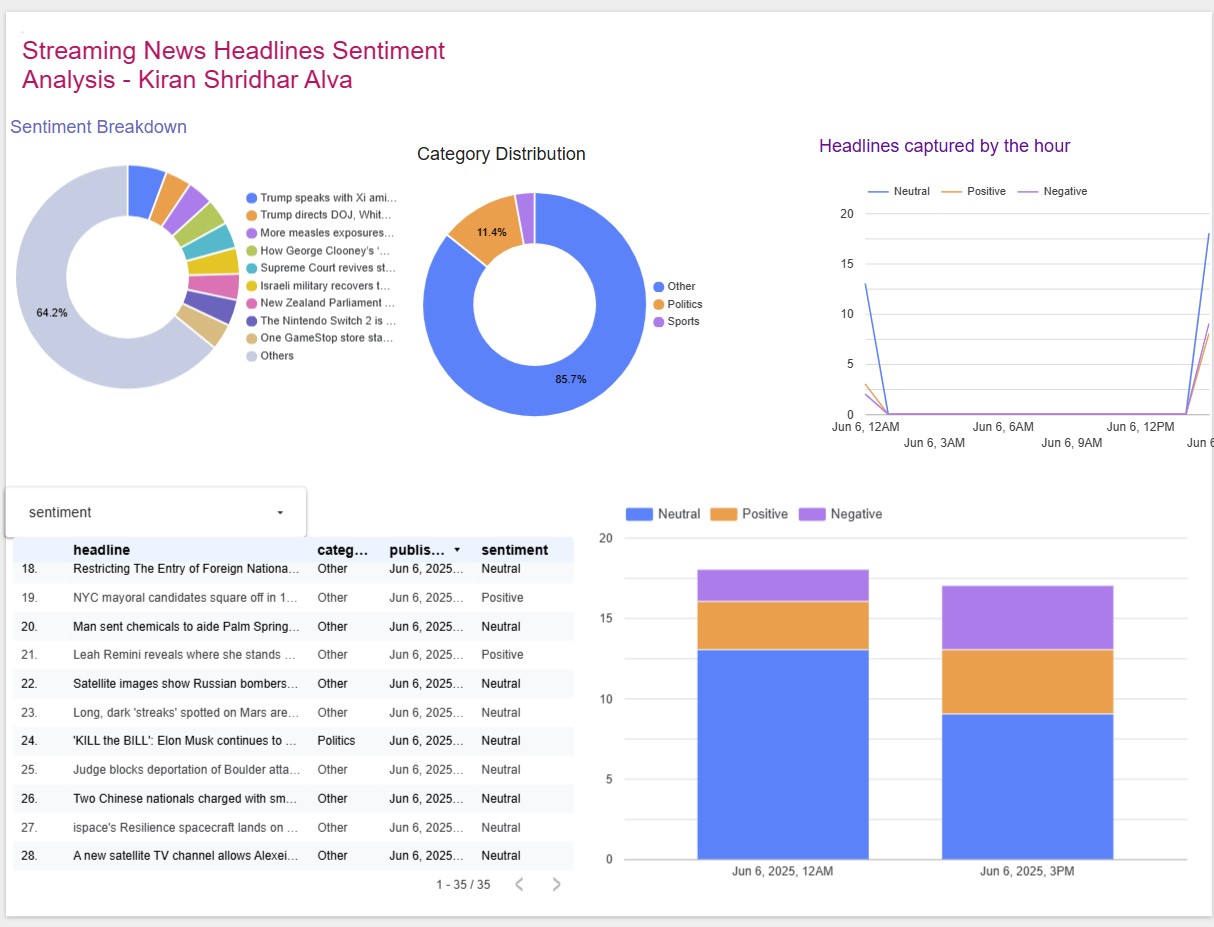 Streaming News Headlines Sentiment
Analysis - Kiran Shridhar Alva
Sentiment Breakdown
64.2%
Trump speaks with Xi ami...
Trump directs DOJ, Whit...
More measles exposures...
How George Clooney's '...
Supreme Court revives st...
Israeli military recovers t...
New Zealand Parliament ...
The Nintendo Switch 2 is ...
One GameStop store sta...
Others
Category Distribution
11.4%
85.7%
Other
Politics
Sports
Headlines captured by the hour
Neutral Positive Negative
20
15
10
5
0
Jun 6, 12AM Jun 6, 6AM Jun 6, 12PM
Jun 6, 3AM Jun 6, 9AM Jun 6
sentiment
headline categ... publis... sentiment
18. Restricting The Entry of Foreign Nationa... Other Jun 6, 2025... Neutral
19. NYC mayoral candidates square off in 1... Other Jun 6, 2025... Positive
20. Man sent chemicals to aide Palm Spring... Other Jun 6, 2025... Neutral
21. Leah Remini reveals where she stands ... Other Jun 6, 2025... Positive
22. Satellite images show Russian bombers... Other Jun 6, 2025... Neutral
23. Long, dark 'streaks' spotted on Mars are... Other Jun 6, 2025... Neutral
24. 'KILL the BILL': Elon Musk continues to ... Politics Jun 6, 2025... Neutral
25. Judge blocks deportation of Boulder atta... Other Jun 6, 2025... Neutral
26. Two Chinese nationals charged with sm... Other Jun 6, 2025... Neutral
27. ispace's Resilience spacecraft lands on ... Other Jun 6, 2025... Neutral
28. A new satellite TV channel allows Alexei... Other Jun 6, 2025... Neutral
1 - 35 / 35
Neutral Positive Negative
20
15
10
5
0
Jun 6, 2025, 12AM Jun 6, 2025, 3PM